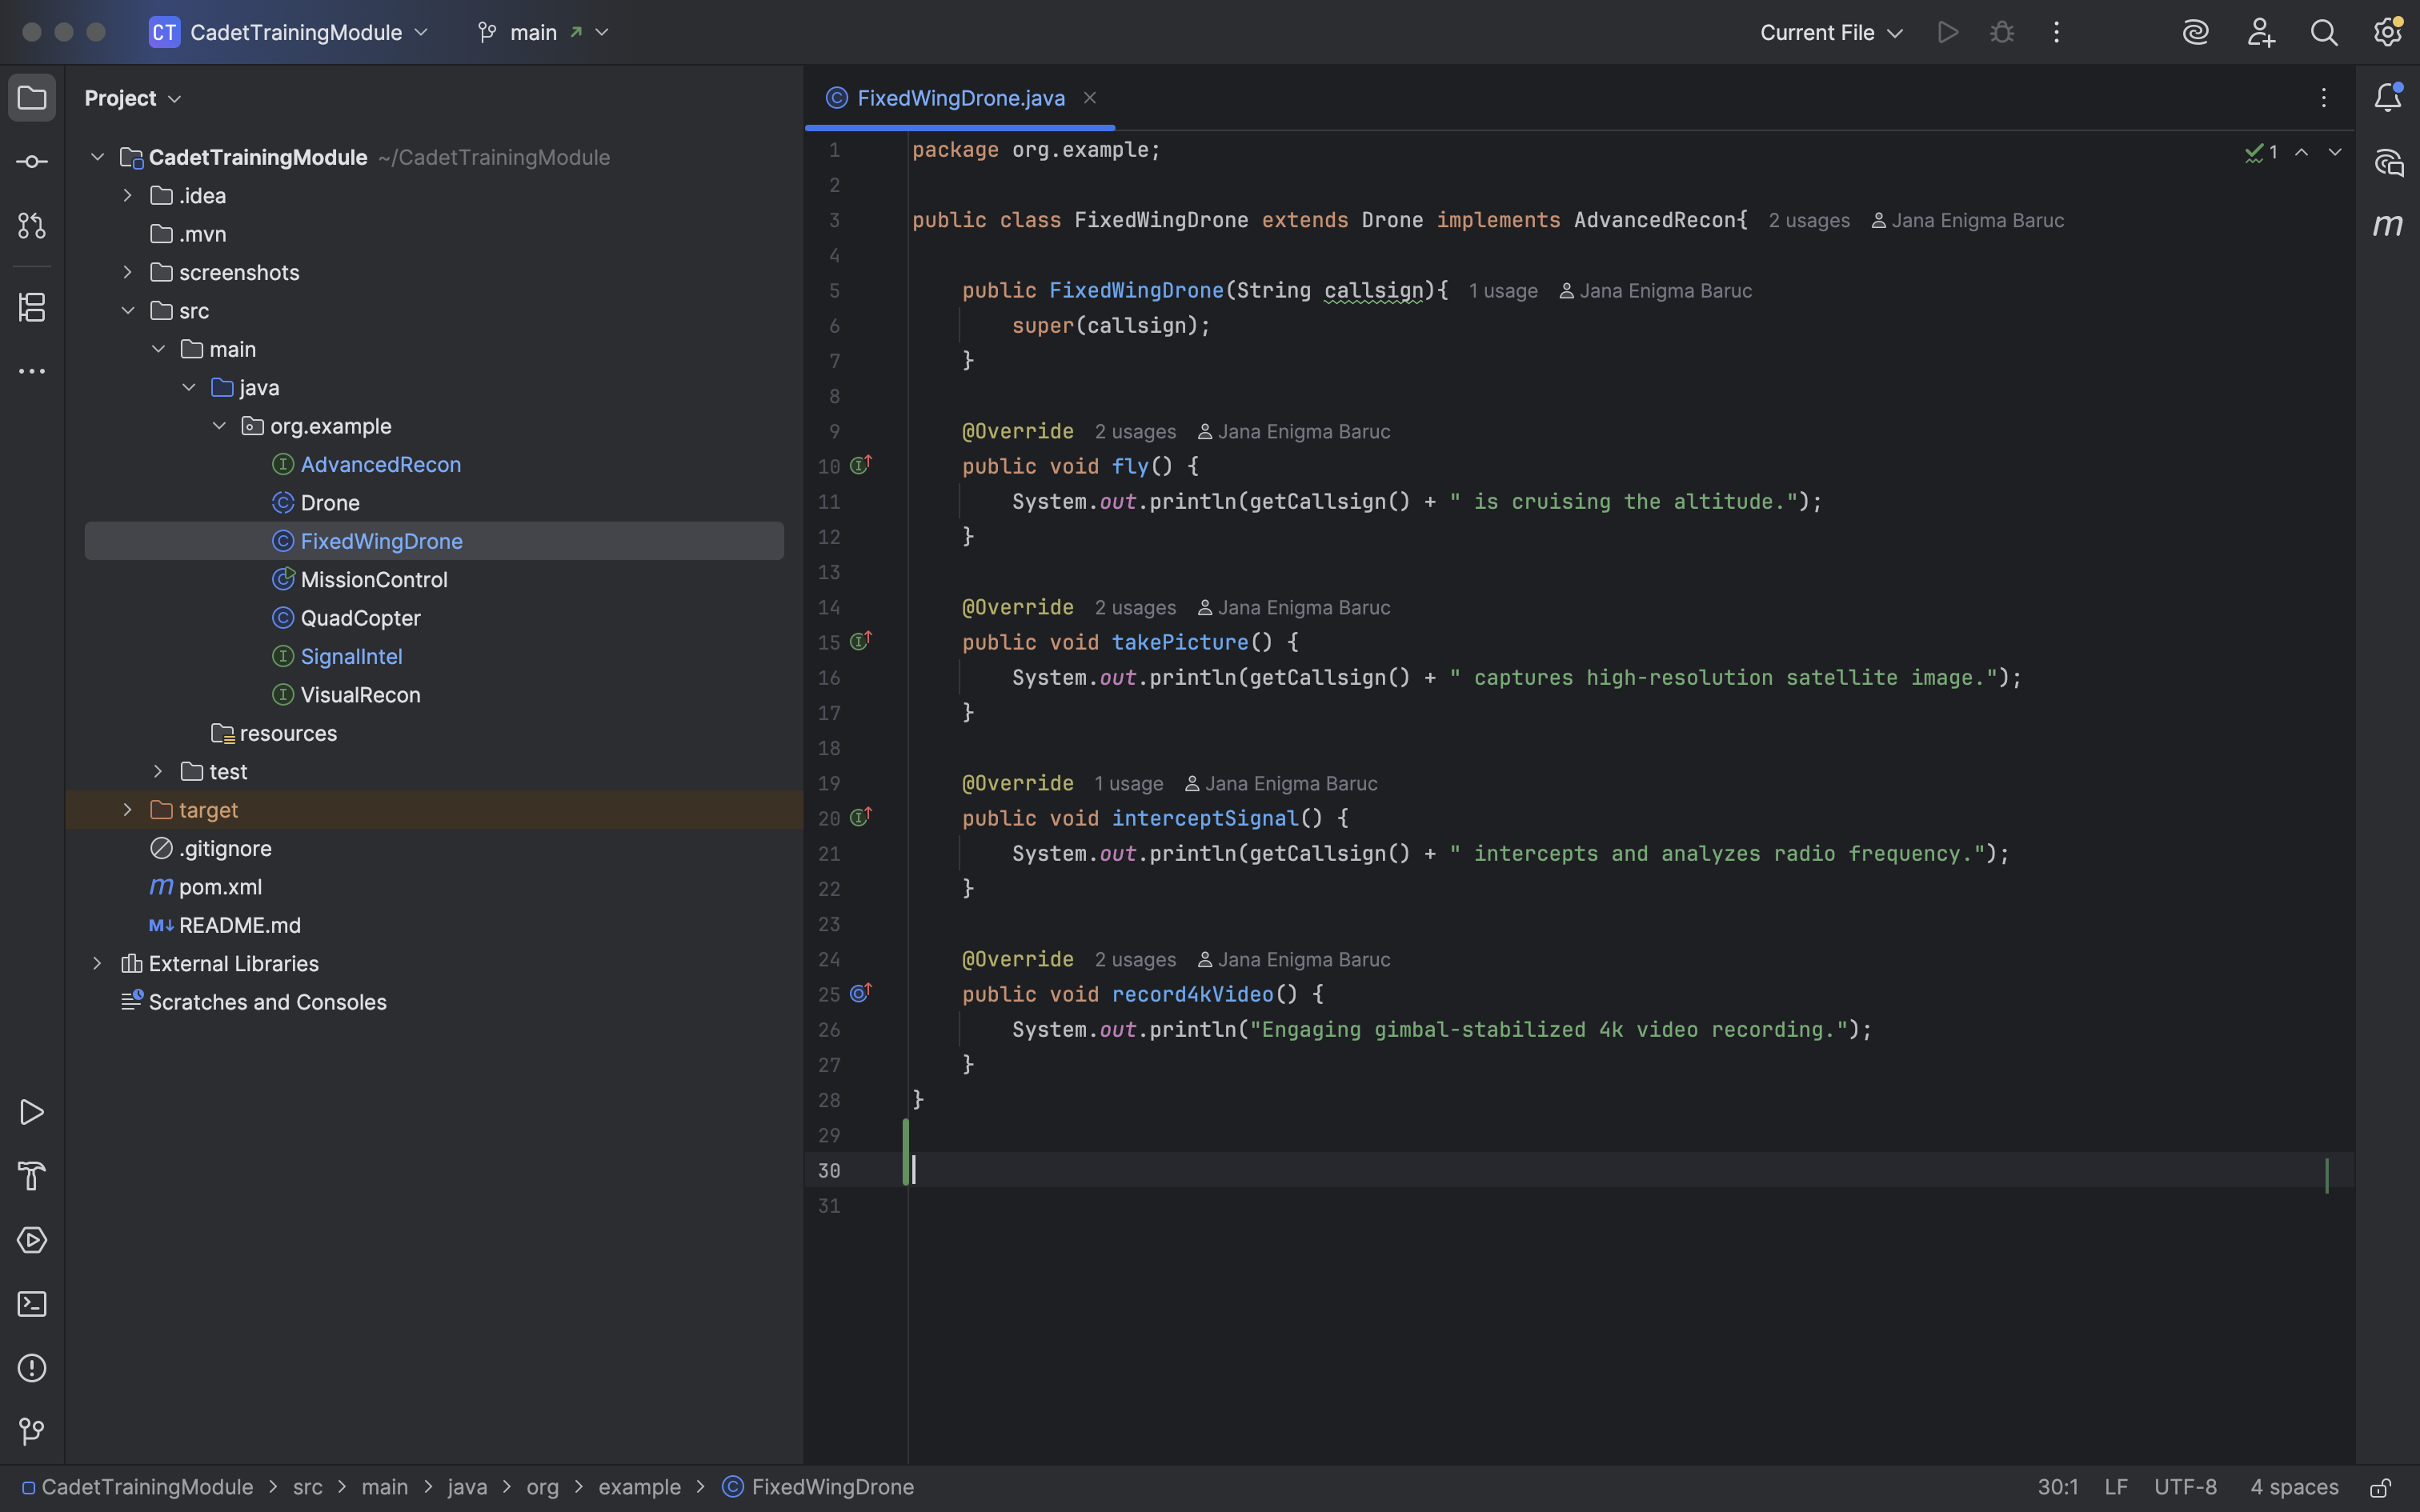 CT CadetTrainingModule main Current File
Project
CadetTrainingModule ~/CadetTrainingModule
.idea
.mvn
screenshots
src
main
java
org.example
AdvancedRecon
Drone
FixedWingDrone
MissionControl
QuadCopter
SignalIntel
VisualRecon
resources
test
target
.gitignore
pom.xml
README.md
External Libraries
Scratches and Consoles
FixedWingDrone.java
1 package org.example; 1
2
3 public class FixedWingDrone extends Drone implements AdvancedRecon{ 2 usages Jana Enigma Baruc
4
5 public FixedWingDrone(String callsign){ 1 usage Jana Enigma Baruc
6 super(callsign);
7 }
8
9 @Override 2 usages Jana Enigma Baruc
10 public void fly() {
11 System.out.println(getCallsign() + " is cruising the altitude.");
12 }
13
14 @Override 2 usages Jana Enigma Baruc
15 public void takePicture() {
16 System.out.println(getCallsign() + " captures high-resolution satellite image.");
17 }
18
19 @Override 1 usage Jana Enigma Baruc
20 public void interceptSignal() {
21 System.out.println(getCallsign() + " intercepts and analyzes radio frequency.");
22 }
23
24 @Override 2 usages Jana Enigma Baruc
25 public void record4kVideo() {
26 System.out.println("Engaging gimbal-stabilized 4k video recording.");
27 }
28 }
29
30
31
CadetTrainingModule > src > main > java > org > example > FixedWingDrone 30:1 LF UTF-8 4 spaces